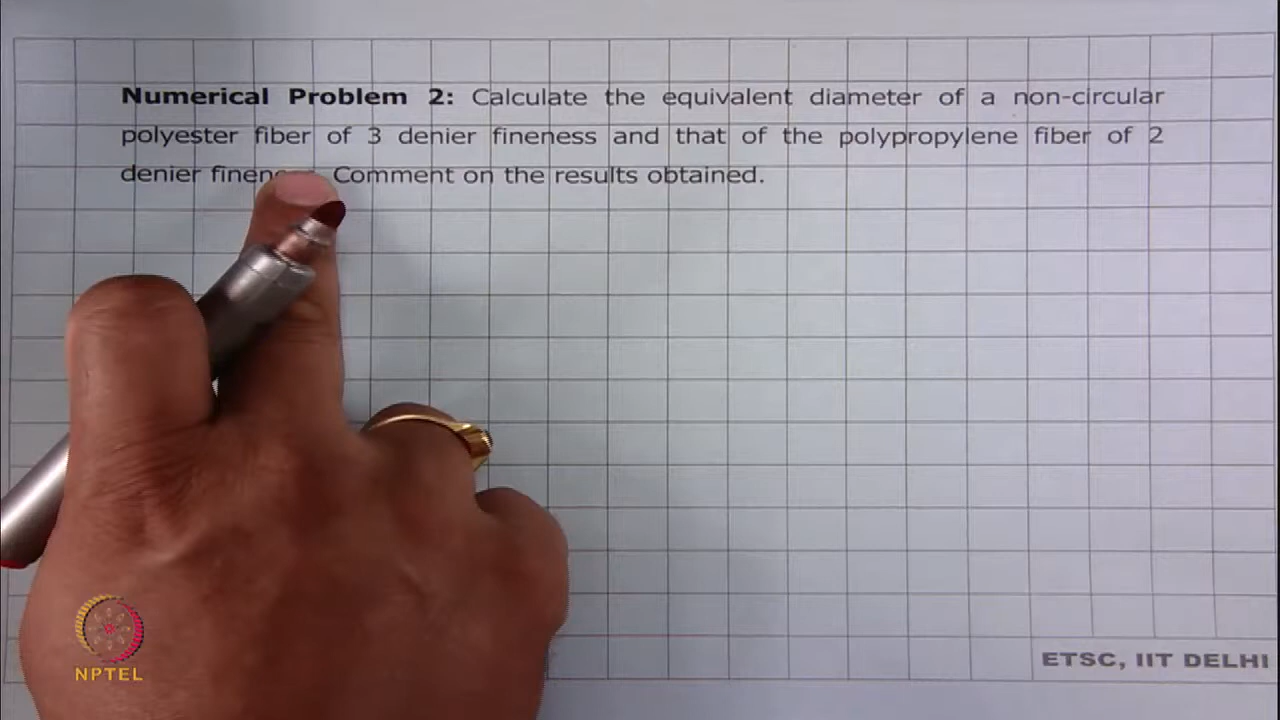 Numerical Problem 2: Calculate the equivalent diameter of a non-circular
polyester fiber of 3 denier fineness and that of the polypropylene fiber of 2
denier Comment on the results obtained.
NPTEL
ETSC, IIT DELHI